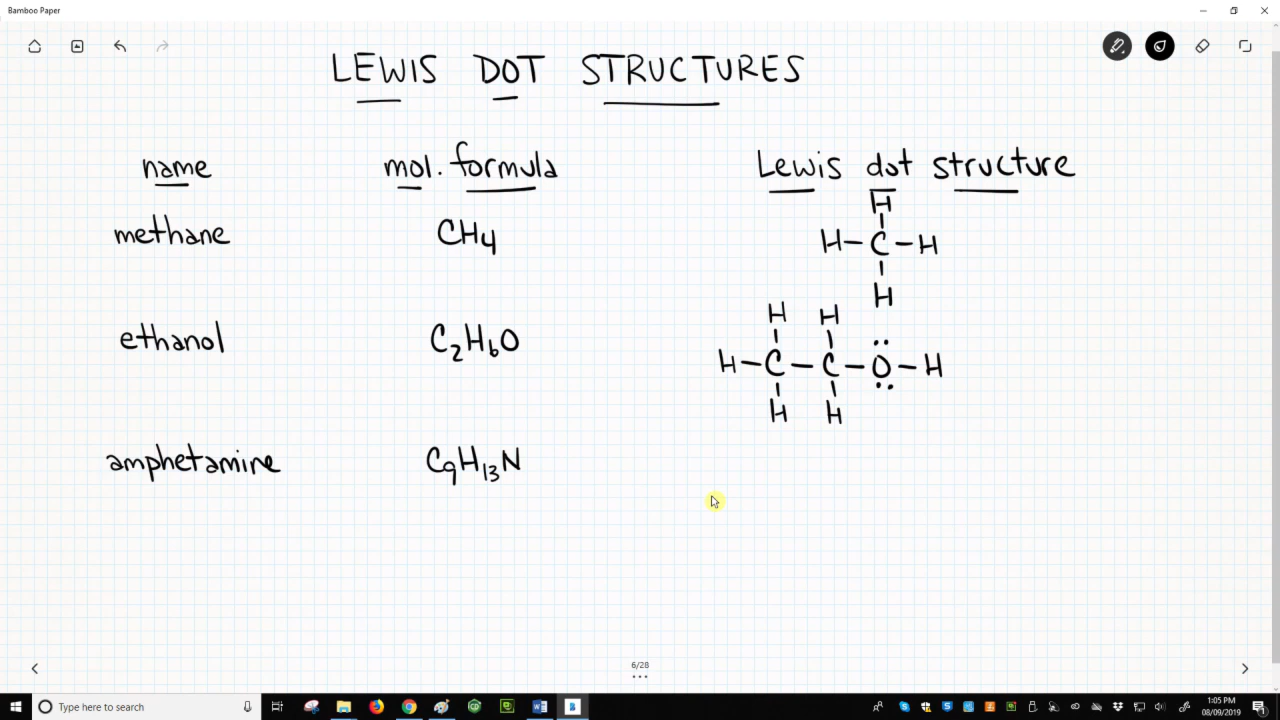 Bamboo Paper
LEWIS DOT STRUCTURES
name mol. formula Lewis dot structure
methane CH4
H
H-C-H
H
ethanol C2H6O
H H
H-C-C-O-H
H H
amphetamine C9H13N
6/28
Type here to search
1:05 PM
08/09/2019